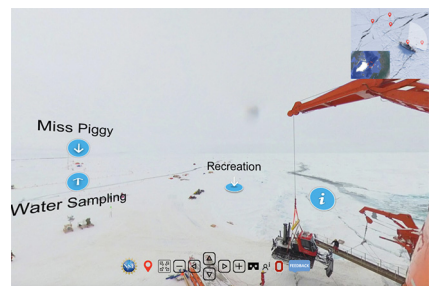 Miss Piggy
Recreation
Water Sampling
i
FEEDBACK